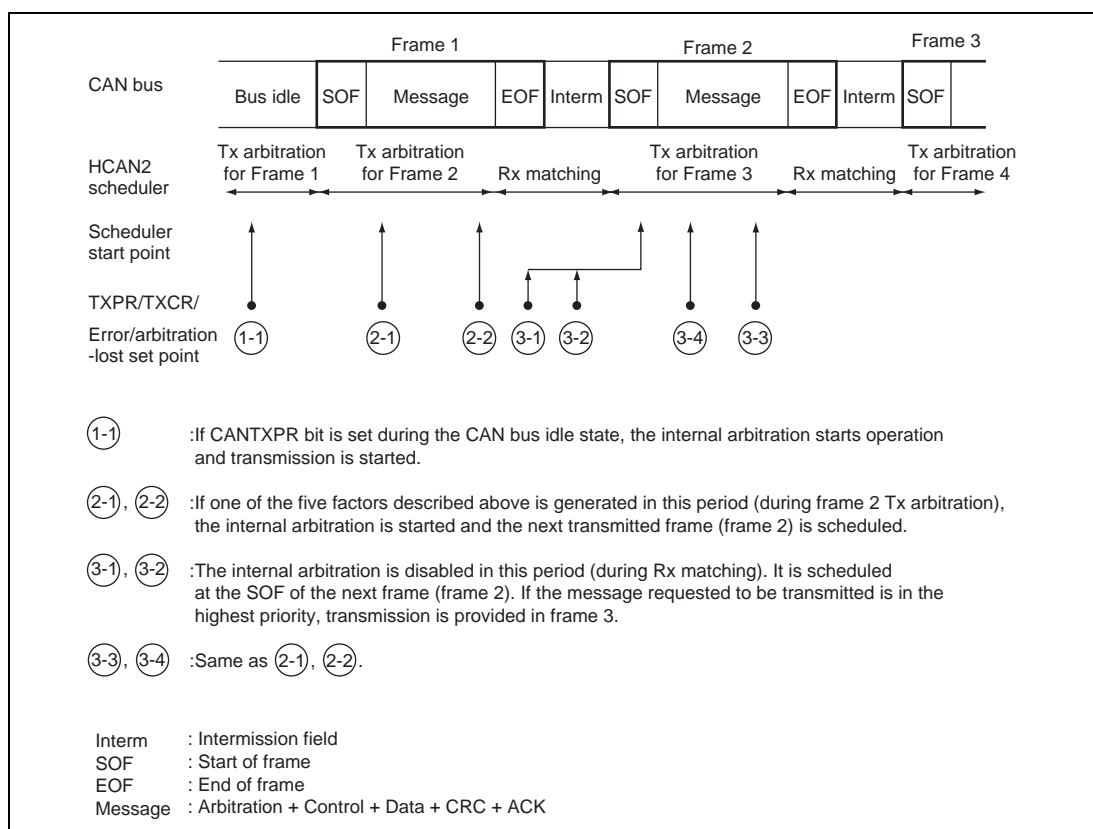 Frame 1 Frame 2 Frame 3
CAN bus
Bus idle SOF Message EOF Interm SOF Message EOF Interm SOF
HCAN2 scheduler
Tx arbitration for Frame 1
Tx arbitration for Frame 2
Rx matching
Tx arbitration for Frame 3
Rx matching
Tx arbitration for Frame 4
Scheduler
start point
TXPR/TXCR/
Error/arbitration
-lost set point
1-1 2-1 2-2 3-1 3-2 3-4 3-3
1-1 :If CANTXPR bit is set during the CAN bus idle state, the internal arbitration starts operation
and transmission is started.
2-1, 2-2 :If one of the five factors described above is generated in this period (during frame 2 Tx arbitration),
the internal arbitration is started and the next transmitted frame (frame 2) is scheduled.
3-1, 3-2 :The internal arbitration is disabled in this period (during Rx matching). It is scheduled
at the SOF of the next frame (frame 2). If the message requested to be transmitted is in the
highest priority, transmission is provided in frame 3.
3-3, 3-4 :Same as 2-1, 2-2.
Interm : Intermission field
SOF : Start of frame
EOF : End of frame
Message : Arbitration + Control + Data + CRC + ACK